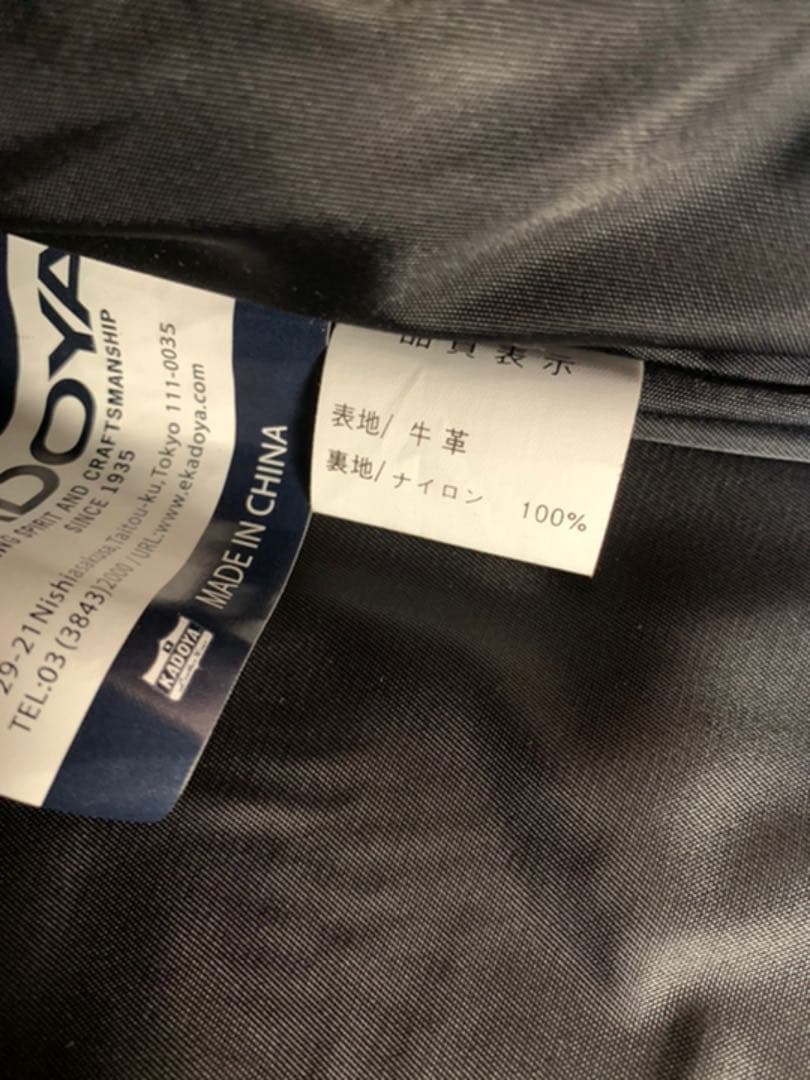 DOYA
NG SPIRIT AND CRAFTSMANSHIP
SINCE 1935
29-21 Nishiasakusa, Taitou-ku, Tokyo 111-0035
TEL:03 (3843)2000 / URL:www.ekadoya.com
MADE IN CHINA
KADOYA
品質表示
表地/ 牛革
裏地/ ナイロン 100%